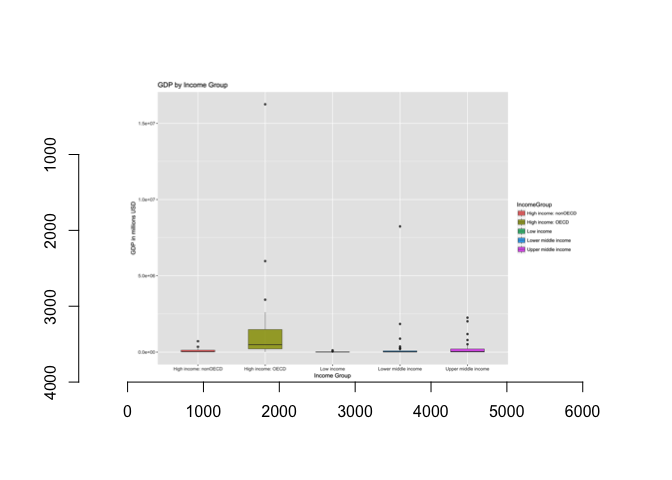 GDP by Income Group
1.5e+07
1.0e+07
5.0e+06
0.0e+00
GDP in millions USD
High income: nonOECD
High income: OECD
Low income
Lower middle income
Upper middle income
Income Group
IncomeGroup
High income: nonOECD
High income: OECD
Low income
Lower middle income
Upper middle income
1000
2000
3000
4000
0
1000
2000
3000
4000
5000
6000